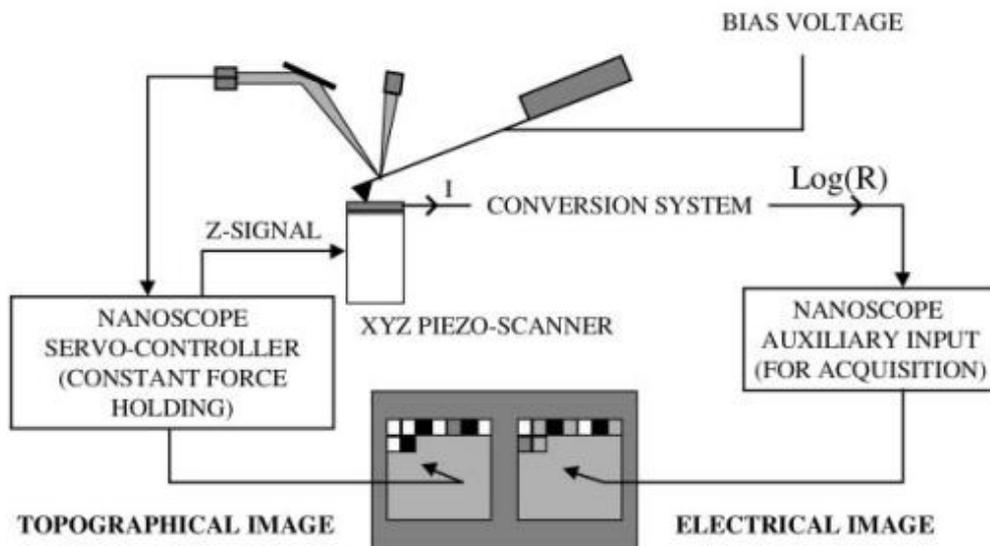 BIAS VOLTAGE
I
CONVERSION SYSTEM
Log(R)
Z-SIGNAL
XYZ PIEZO-SCANNER
NANOSCOPE
SERVO-CONTROLLER
(CONSTANT FORCE
HOLDING)
NANOSCOPE
AUXILIARY INPUT
(FOR ACQUISITION)
TOPOGRAPHICAL IMAGE
ELECTRICAL IMAGE